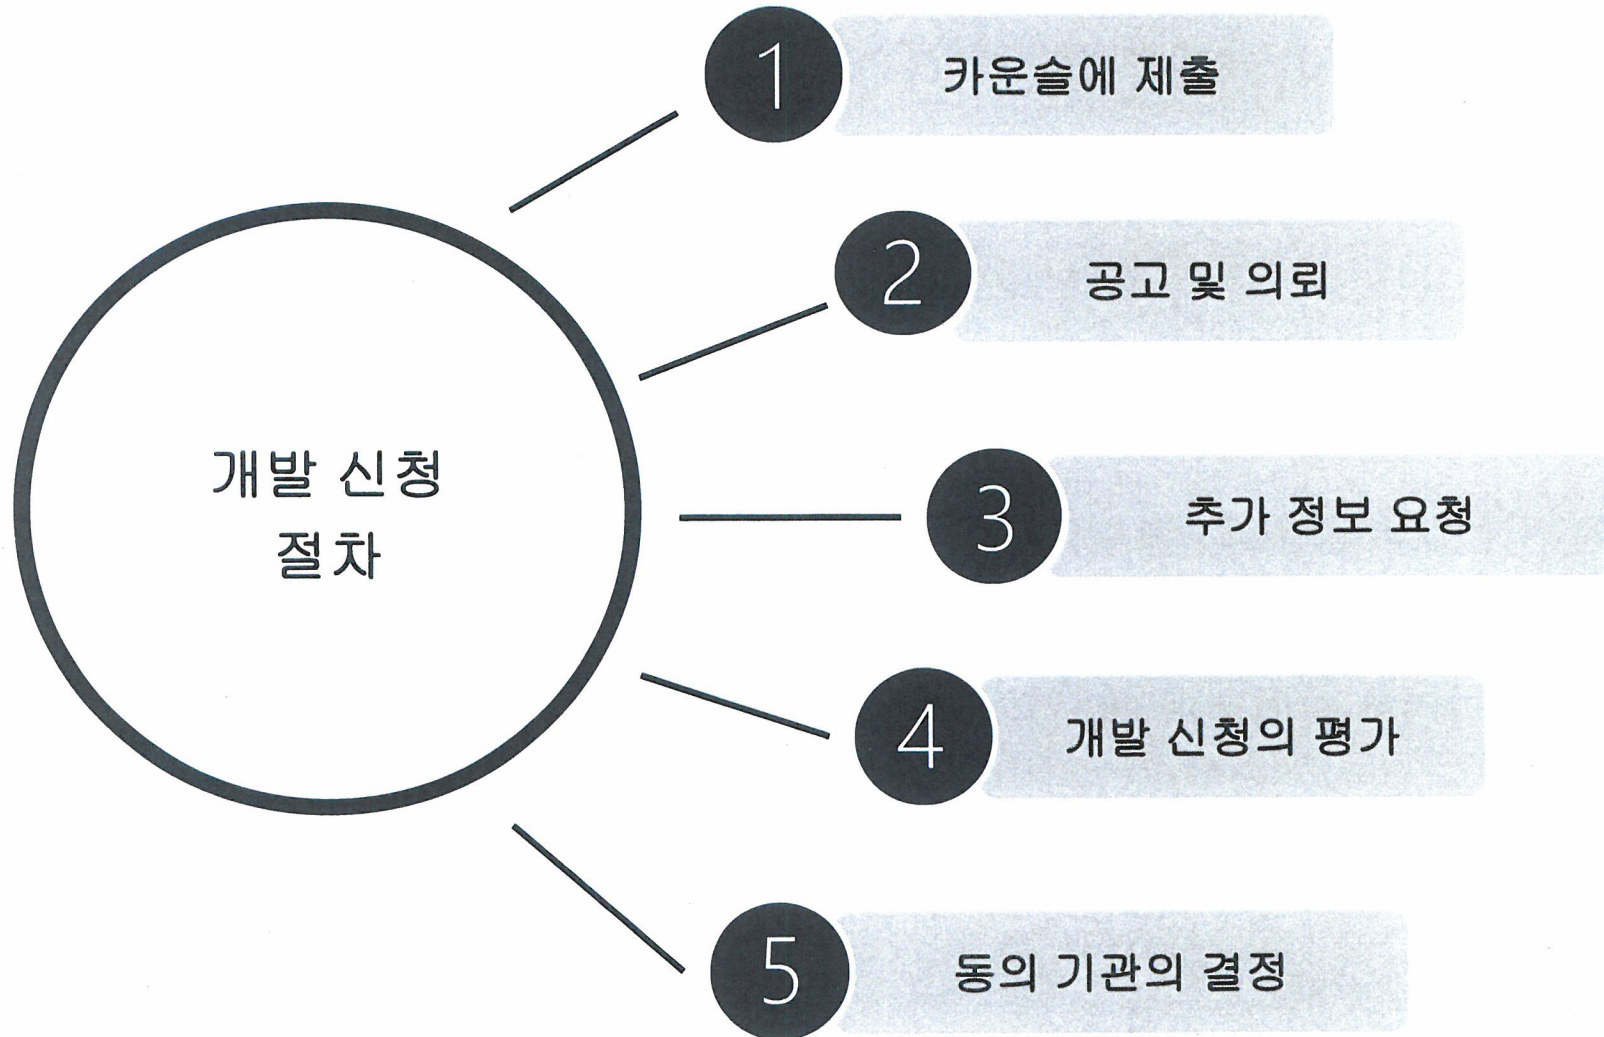 개발 신청
절차
1
카운슬에 제출
2
공고 및 의뢰
3
추가 정보 요청
4
개발 신청의 평가
5
동의 기관의 결정